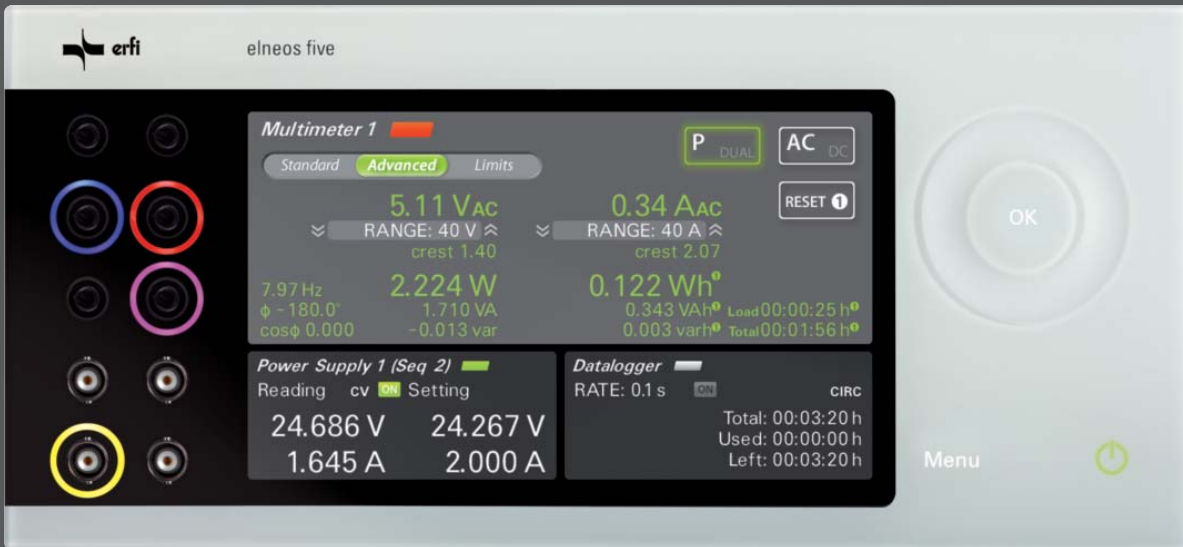 erfi
elneos five
Multimeter 1
P DUAL
AC DC
Standard Advanced Limits
RESET 1
5.11 VAC 0.34 AAC
RANGE: 40 V RANGE: 40 A
crest 1.40 crest 2.07
7.97 Hz 2.224 W 0.122 Wh
ϕ -180.0° 1.710 VA 0.343 VAh Load 00:00:25 h
cosϕ 0.000 -0.013 var 0.003 varh Total 00:01:56 h
OK
Power Supply 1 (Seq 2)
Reading CV ON Setting
24.686 V 24.267 V
1.645 A 2.000 A
Datalogger
RATE: 0.1 s ON CIRC
Total: 00:03:20 h
Used: 00:00:00 h
Left: 00:03:20 h
Menu